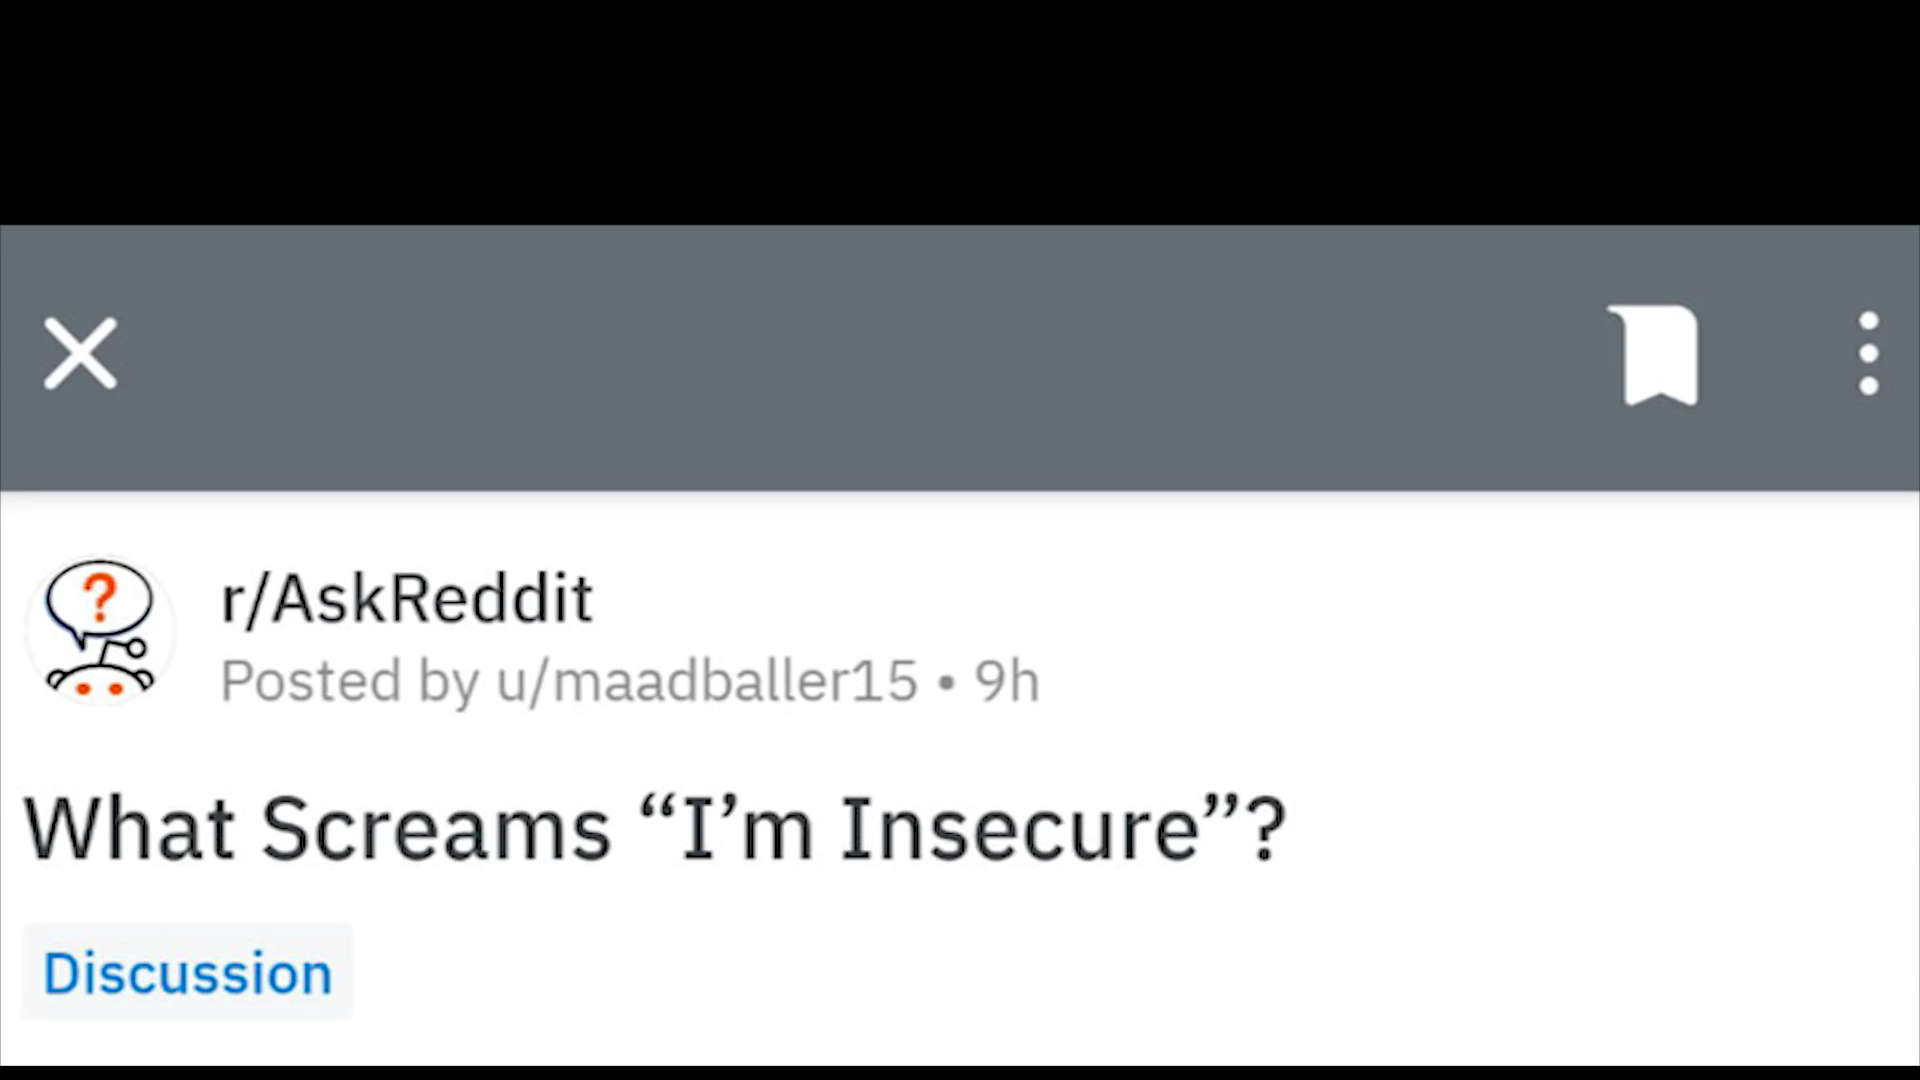 ?
r/AskReddit
Posted by u/maadballer15 • 9h
What Screams “I’m Insecure”?
Discussion